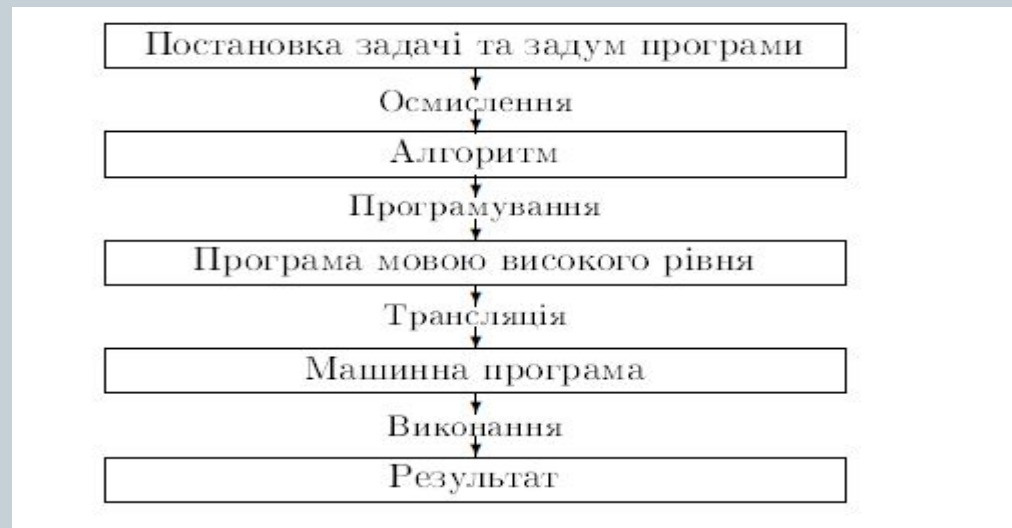 Постановка задачі та задум програми
Осмислення
Алгоритм
Програмування
Програма мовою високого рівня
Трансляція
Машинна програма
Виконання
Результат